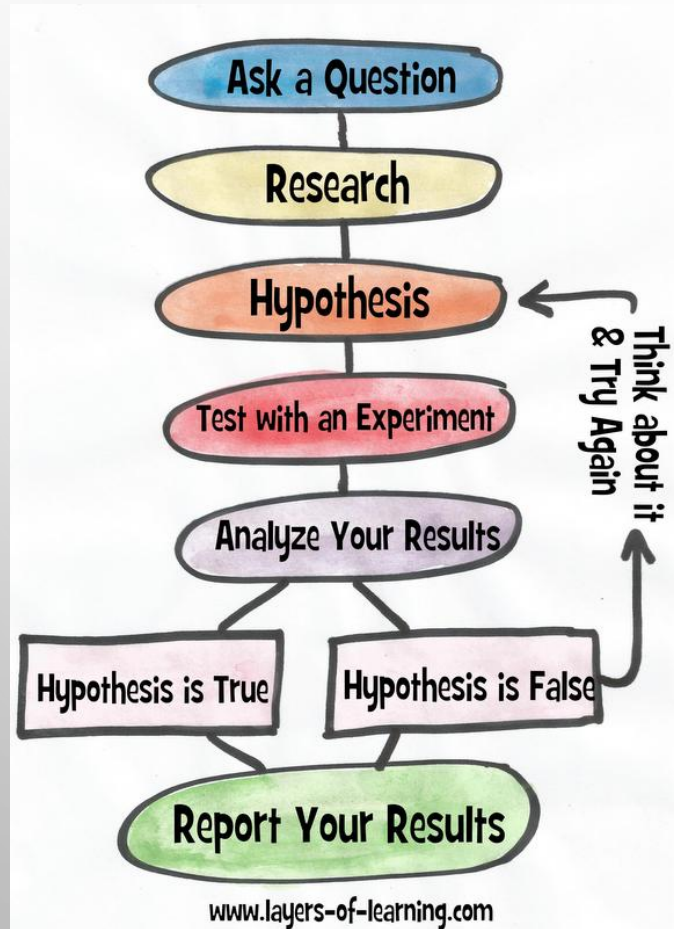 Ask a Question
Research
Hypothesis
Think about it
& Try Again
Test with an Experiment
Analyze Your Results
Hypothesis is True
Hypothesis is False
Report Your Results
www.layers-of-learning.com